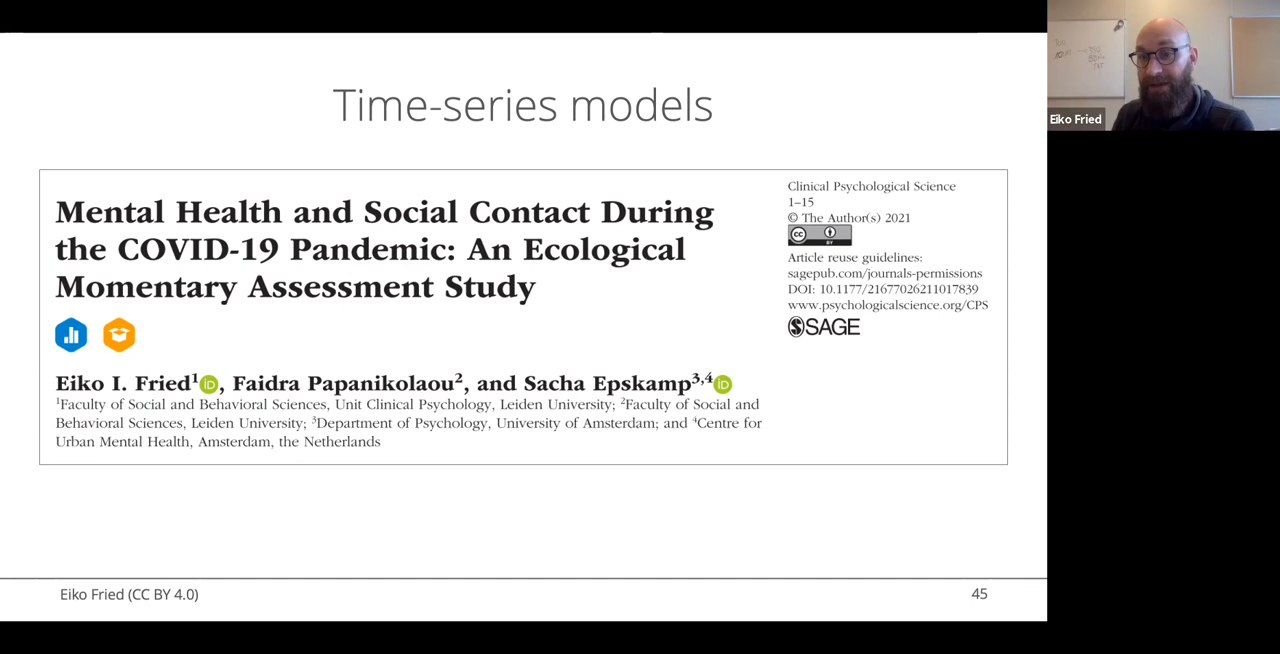 Time-series models
Mental Health and Social Contact During
the COVID-19 Pandemic: An Ecological
Momentary Assessment Study
Eiko I. Fried1 iD, Faidra Papanikolaou2, and Sacha Epskamp3,4 iD
1Faculty of Social and Behavioral Sciences, Unit Clinical Psychology, Leiden University; 2Faculty of Social and
Behavioral Sciences, Leiden University; 3Department of Psychology, University of Amsterdam; and 4Centre for
Urban Mental Health, Amsterdam, the Netherlands
Clinical Psychological Science
1–15
© The Author(s) 2021
CC BY
Article reuse guidelines:
sagepub.com/journals-permissions
DOI: 10.1177/21677026211017839
www.psychologicalscience.org/CPS
SAGE
Eiko Fried (CC BY 4.0)
45
Eiko Fried